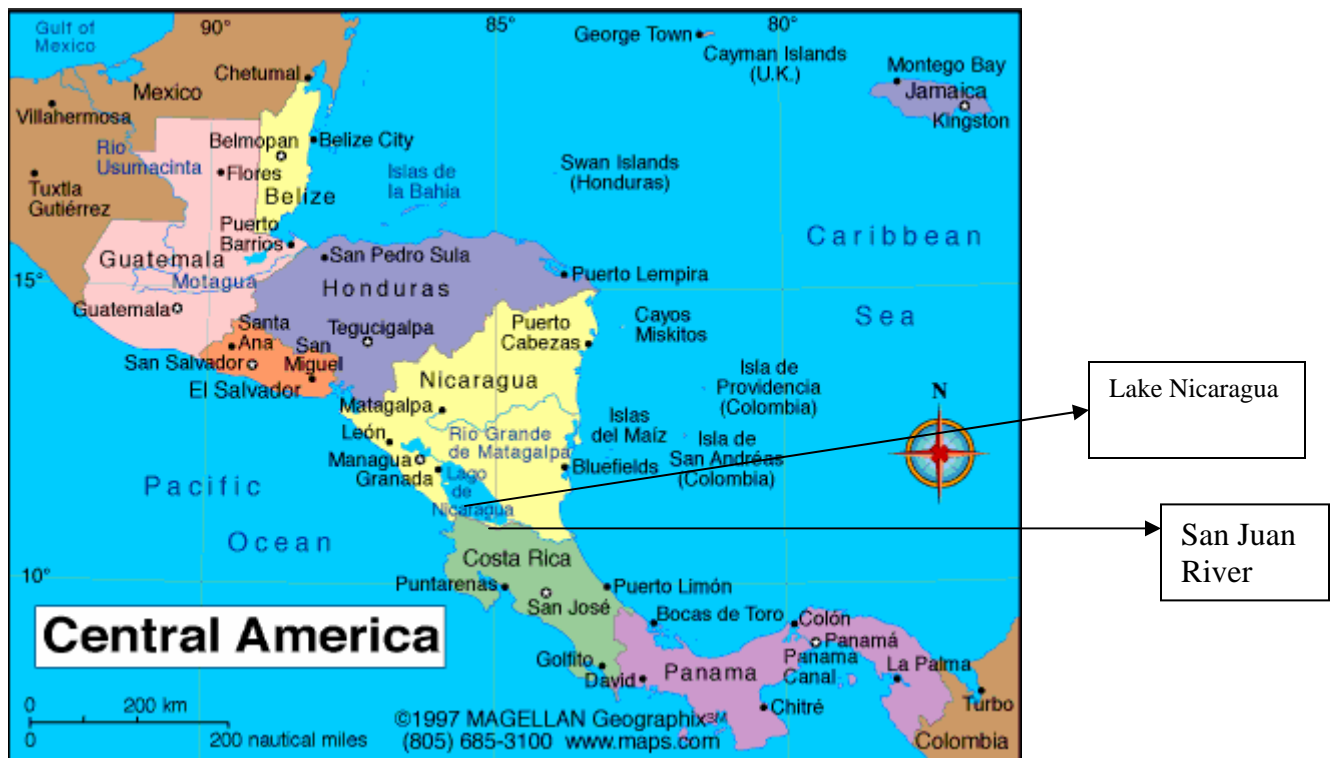 Gulf of
Mexico
90°
85°
80°
George Town
Cayman Islands
(U.K.)
Chetumal
Mexico
Montego Bay
Jamaica
Kingston
Villahermosa
Belmopan
Belize City
Rio
Usumacinta
Flores
Islas de
la Bahia
Swan Islands
(Honduras)
Tuxtla
Gutiérrez
Belize
Puerto
Barrios
Caribbean
Sea
Guatemala
San Pedro Sula
Puerto Lempira
15°
Motagua
Honduras
Guatemala
Santa
Ana
Tegucigalpa
Puerto
Cabezas
Cayos
Miskitos
San
Miguel
San Salvador
El Salvador
Nicaragua
Isla de
Providencia
(Colombia)
Lake Nicaragua
N
Matagalpa
León
Rio Grande
de Matagalpa
Islas
del Maíz
Isla de
San Andréas
(Colombia)
Managua
Granada
Bluefields
Lago
de
Nicaragua
Pacific
Ocean
San Juan
River
Costa Rica
10°
Puntarenas
Puerto Limón
San José
Bocas de Toro
Colón
Panamá
Central America
Panama
Canal
Golfito
David
Panama
La Palma
Turbo
Chitré
Colombia
0 200 km
0 200 nautical miles
©1997 MAGELLAN Geographix℠
(805) 685-3100 www.maps.com